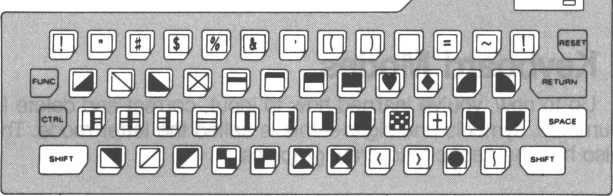 ! " # $ % & ' ( ) = ~ ! RESET
FUNC RETURN
CTRL + SPACE
SHIFT 〈 〉 SHIFT